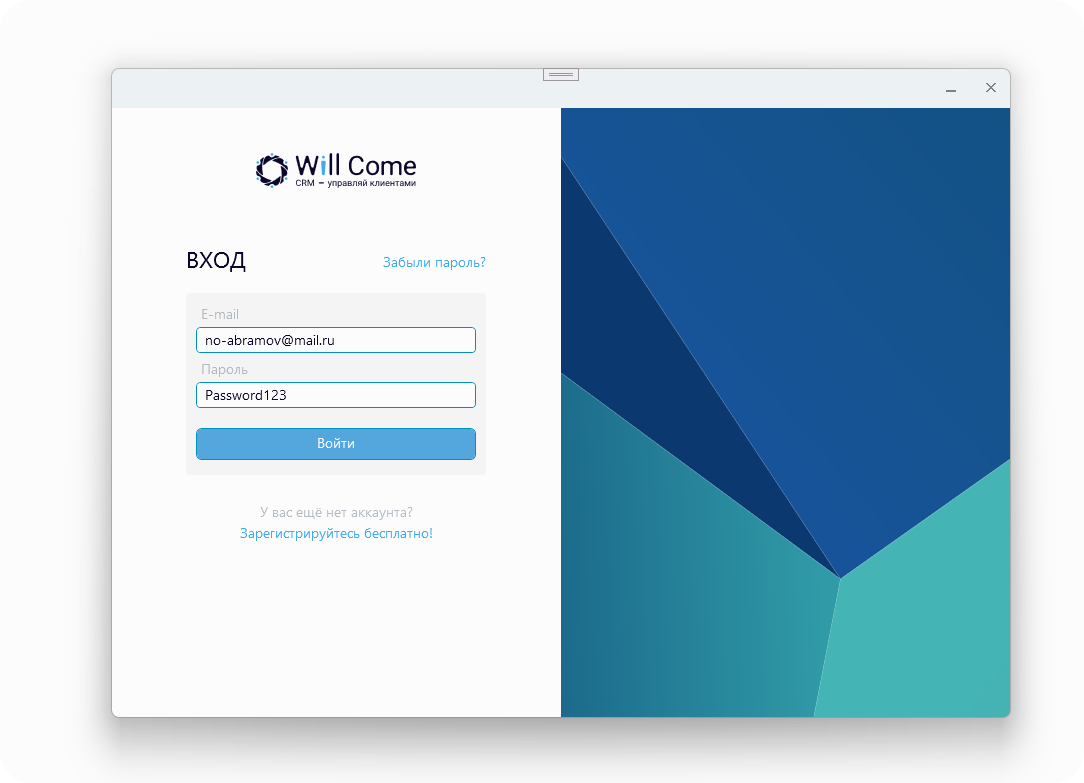 Will Come
CRM – управляй клиентами
ВХОД
Забыли пароль?
E-mail
no-abramov@mail.ru
Пароль
Password123
Войти
У вас ещё нет аккаунта?
Зарегистрируйтесь бесплатно!